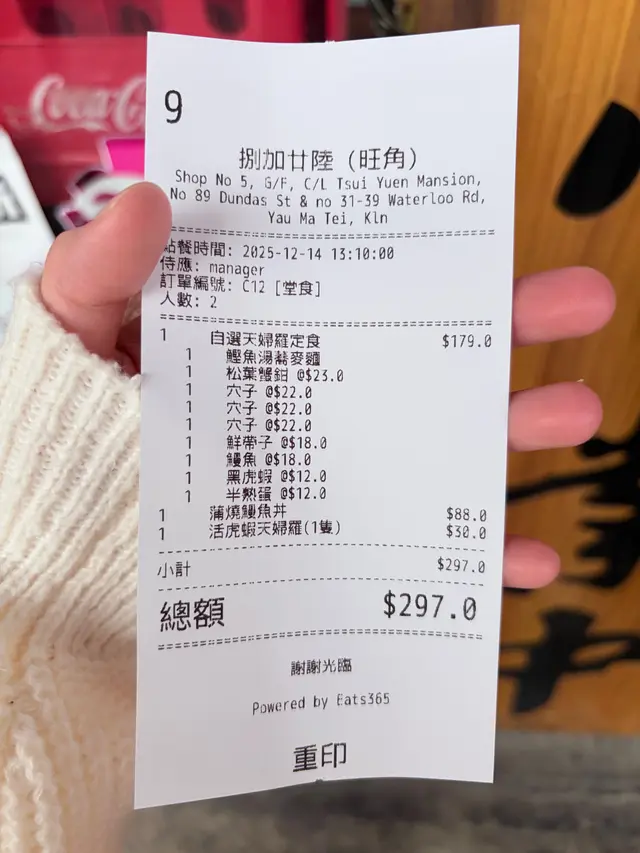 Coca-C
9
捌加廿陸 (旺角)
Shop No 5, G/F, C/L Tsui Yuen Mansion,
No 89 Dundas St & no 31-39 Waterloo Rd,
Yau Ma Tei, Kln
點餐時間: 2025-12-14 13:10:00
侍應: manager
訂單編號: C12 [堂食]
人數: 2
1 自選天婦羅定食 $179.0
1 鰹魚湯蕎麥麵
1 松葉蟹鉗 @$23.0
1 穴子 @$22.0
1 穴子 @$22.0
1 穴子 @$22.0
1 鮮帶子 @$18.0
1 鰻魚 @$18.0
1 黑虎蝦 @$12.0
1 半熟蛋 @$12.0
1 蒲燒鰻魚丼 $88.0
1 活虎蝦天婦羅(1隻) $30.0
小計 $297.0
總額 $297.0
謝謝光臨
Powered by Eats365
重印